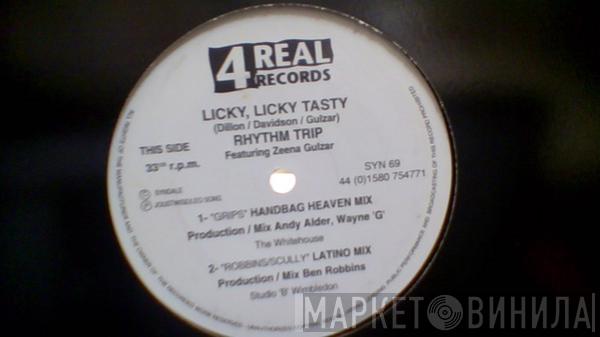 4 REAL
RECORDS
LICKY, LICKY TASTY
(Dillon / Davidson / Gulzar)
RHYTHM TRIP
Featuring Zeena Gulzar
THIS SIDE
33 r.p.m.
SYN 69
44 (0)1580 754771
SYNDALE
1- "GRIPS" HANDBAG HEAVEN MIX
Production / Mix Andy Alder, Wayne 'G'
The Whitehouse
2- "ROBBINS/SCULLY" LATINO MIX
Production / Mix Ben Robbins
Studio 'B' Wimbledon
МАРКЕТ ВИНИЛА